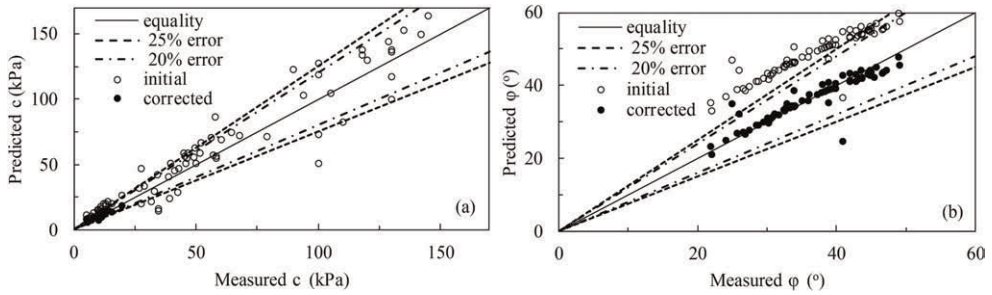 150
100
50
0
0
50
100
150
Predicted c (kPa)
Measured c (kPa)
equality
25% error
20% error
initial
corrected
(a)
60
40
20
0
0
20
40
60
Predicted φ (°)
Measured φ (°)
equality
25% error
20% error
initial
corrected
(b)